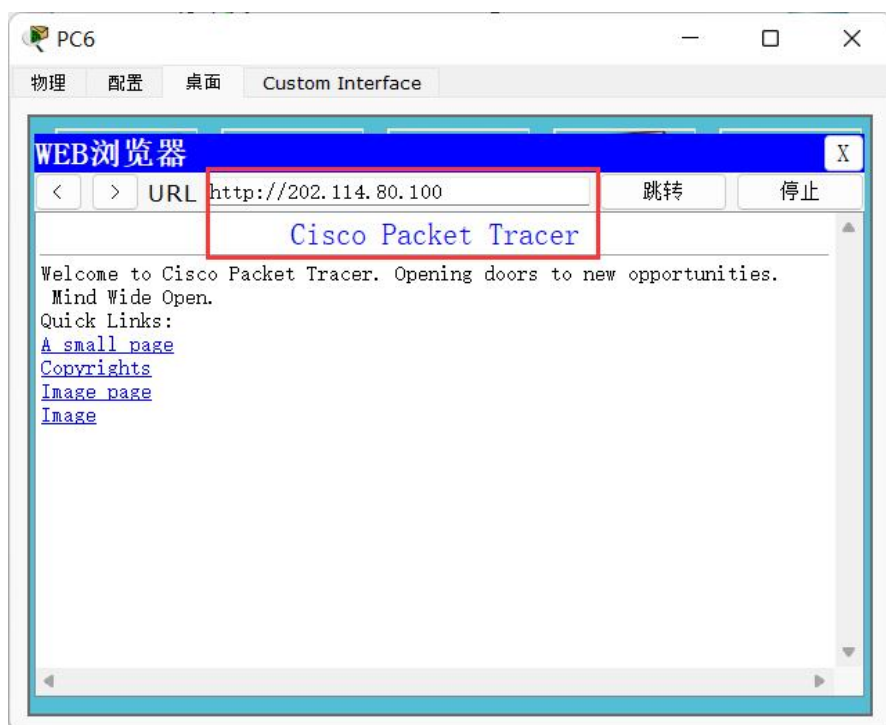 PC6
物理 配置 桌面 Custom Interface
WEB浏览器 X
< > URL http://202.114.80.100 跳转 停止
Cisco Packet Tracer
Welcome to Cisco Packet Tracer. Opening doors to new opportunities.
Mind Wide Open.
Quick Links:
A small page
Copyrights
Image page
Image